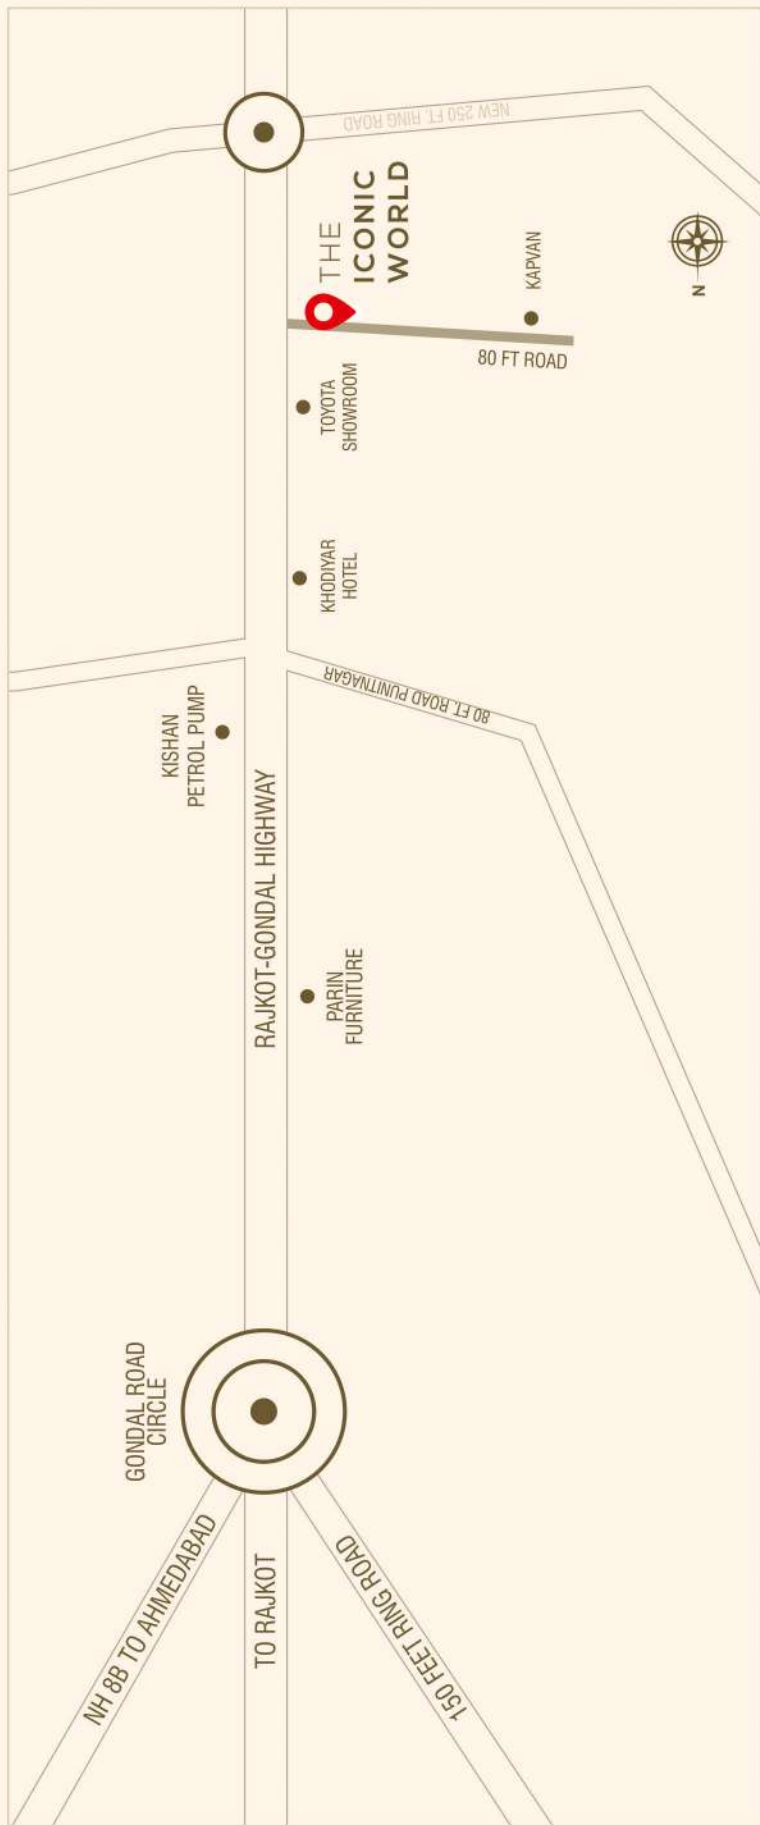 NEW 250 FT. RING ROAD
THE
ICONIC
WORLD
KAPVAN
N
80 FT ROAD
TOYOTA
SHOWROOM
KHODIYAR
HOTEL
80 FT. ROAD PUNITNAGAR
KISHAN
PETROL PUMP
RAJKOT-GONDAL HIGHWAY
PARIN
FURNITURE
GONDAL ROAD
CIRCLE
NH 8B TO AHMEDABAD
TO RAJKOT
150 FEET RING ROAD